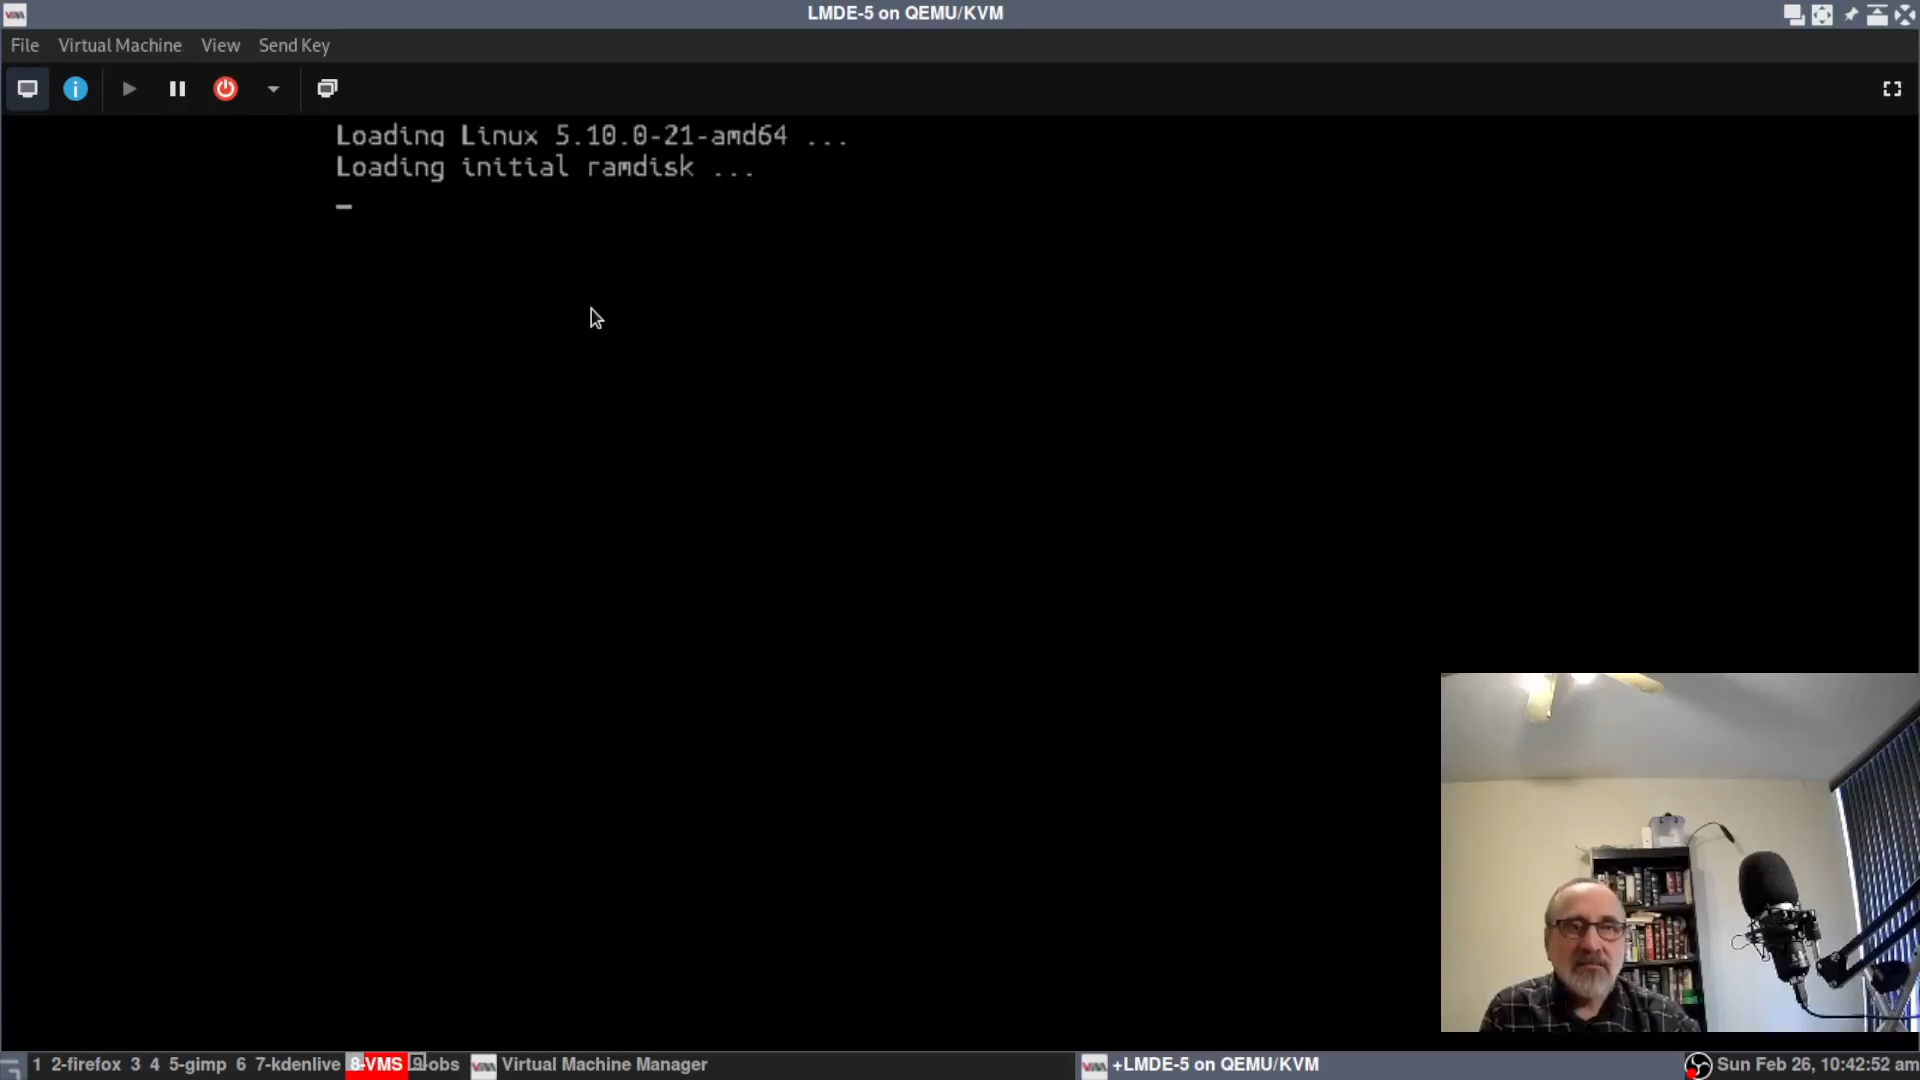 LMDE-5 on QEMU/KVM
File Virtual Machine View Send Key
Loading Linux 5.10.0-21-amd64 ...
Loading initial ramdisk ...
1 2-firefox 3 4 5-gimp 6 7-kdenlive 8-VMS 9-obs Virtual Machine Manager +LMDE-5 on QEMU/KVM Sun Feb 26, 10:42:52 am